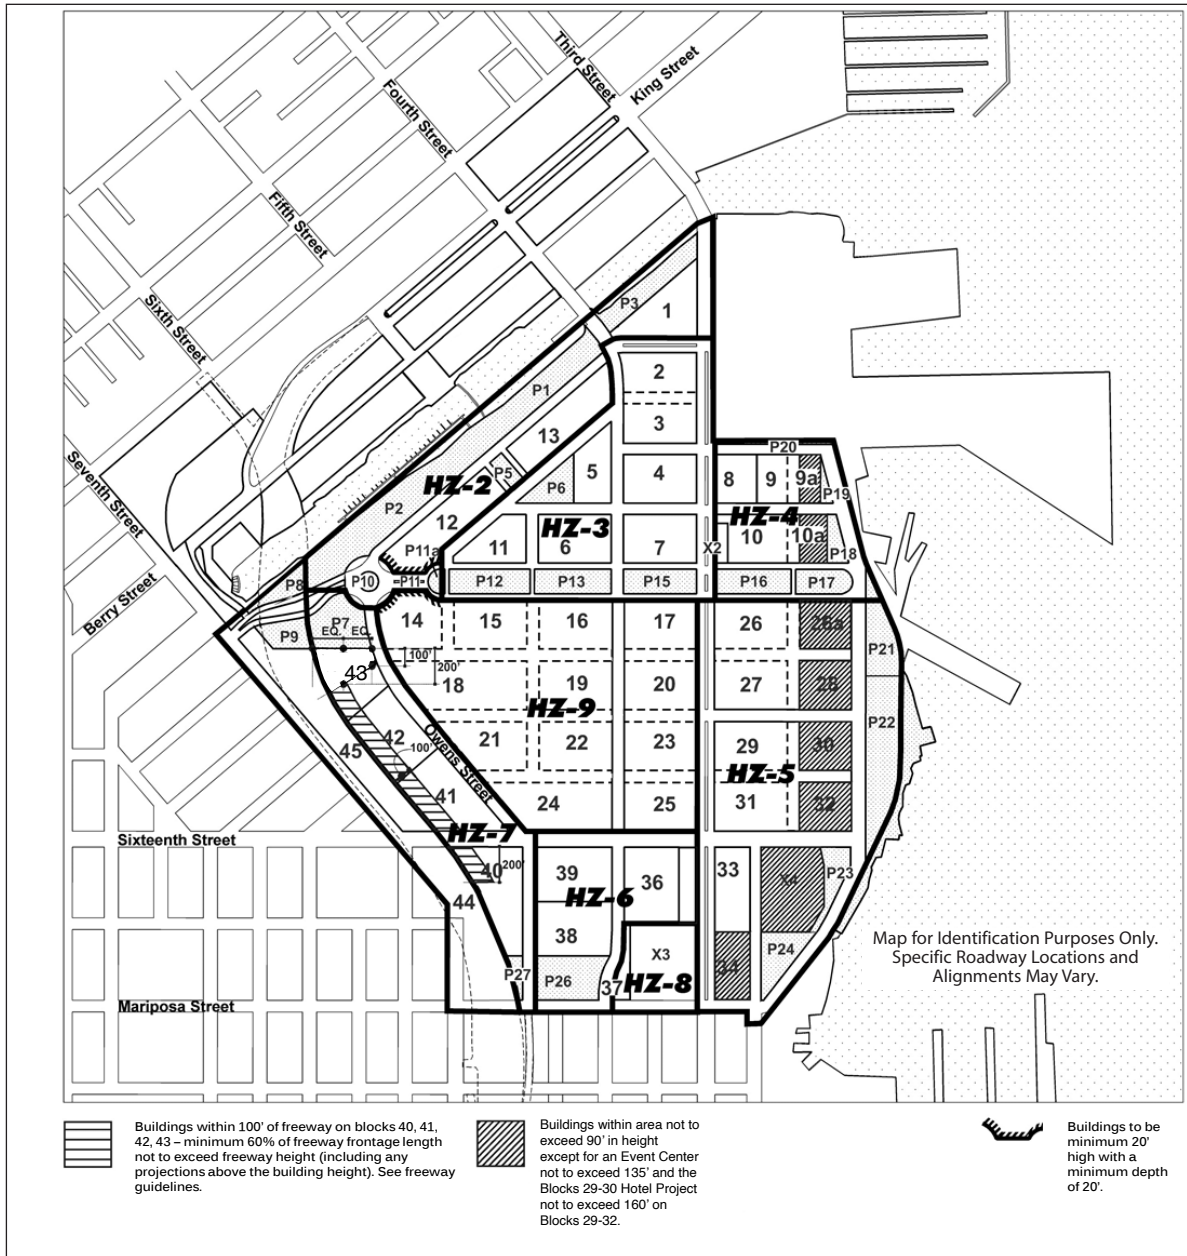 Third Street
King Street
Fourth Street
Fifth Street
Sixth Street
Seventh Street
Berry Street
P3
1
2
P1
3
13
P20
P5
5
4
8
9
9a
HZ-2
P6
P19
P2
HZ-4
12
HZ-3
10
10a
11
6
7
X2
P18
P11a
P8
P10
P11
P12
P13
P15
P16
P17
P7
14
15
16
17
26
26a
P9
EQ.
EQ.
P21
100'
43
200'
18
19
20
27
28
HZ-9
P22
Owens Street
42
21
22
23
29
30
45
100'
HZ-5
41
24
25
31
32
Sixteenth Street
HZ-7
40
200'
39
36
33
X4
P23
44
HZ-6
38
Map for Identification Purposes Only.
Specific Roadway Locations and
Alignments May Vary.
X3
P24
34
P27
P26
37
HZ-8
Mariposa Street
Buildings within 100' of freeway on blocks 40, 41,
42, 43 – minimum 60% of freeway frontage length
not to exceed freeway height (including any
projections above the building height). See freeway
guidelines.
Buildings within area not to
exceed 90' in height
except for an Event Center
not to exceed 135' and the
Blocks 29-30 Hotel Project
not to exceed 160' on
Blocks 29-32.
Buildings to be
minimum 20'
high with a
minimum depth
of 20'.